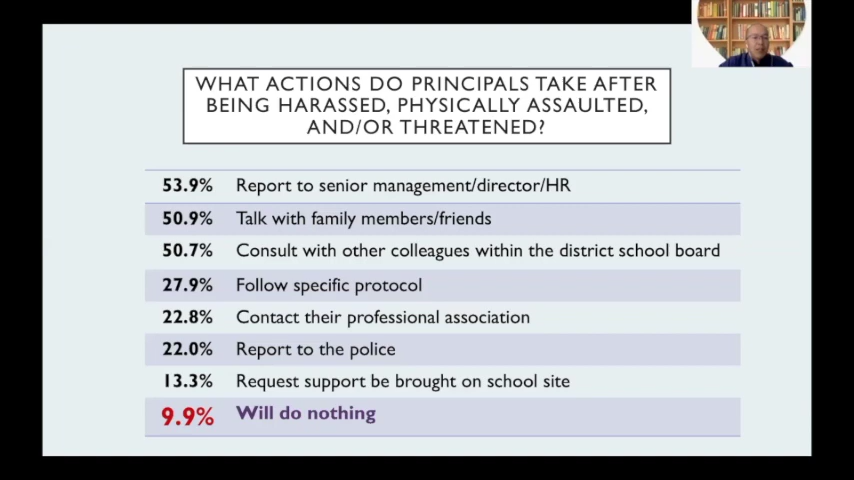 WHAT ACTIONS DO PRINCIPALS TAKE AFTER
BEING HARASSED, PHYSICALLY ASSAULTED,
AND/OR THREATENED?
53.9% Report to senior management/director/HR
50.9% Talk with family members/friends
50.7% Consult with other colleagues within the district school board
27.9% Follow specific protocol
22.8% Contact their professional association
22.0% Report to the police
13.3% Request support be brought on school site
9.9% Will do nothing